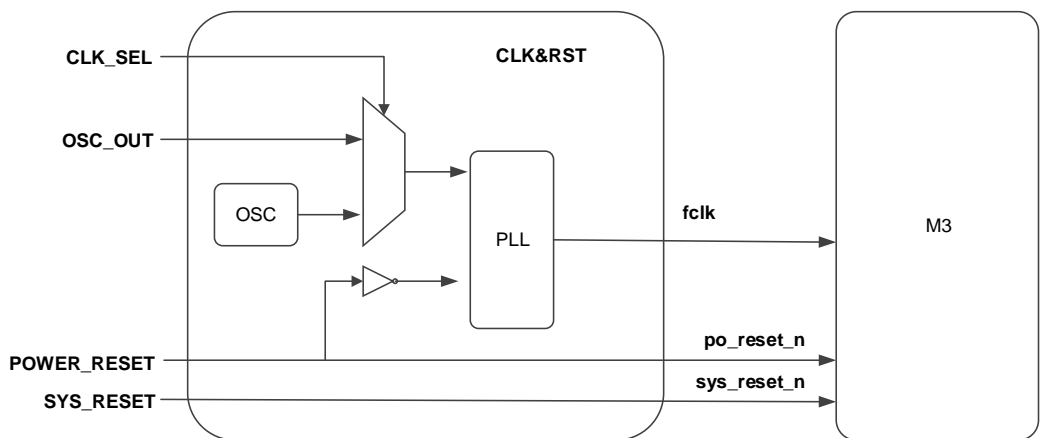 CLK_SEL
CLK&RST
OSC_OUT
OSC
PLL
fclk
M3
POWER_RESET
po_reset_n
SYS_RESET
sys_reset_n